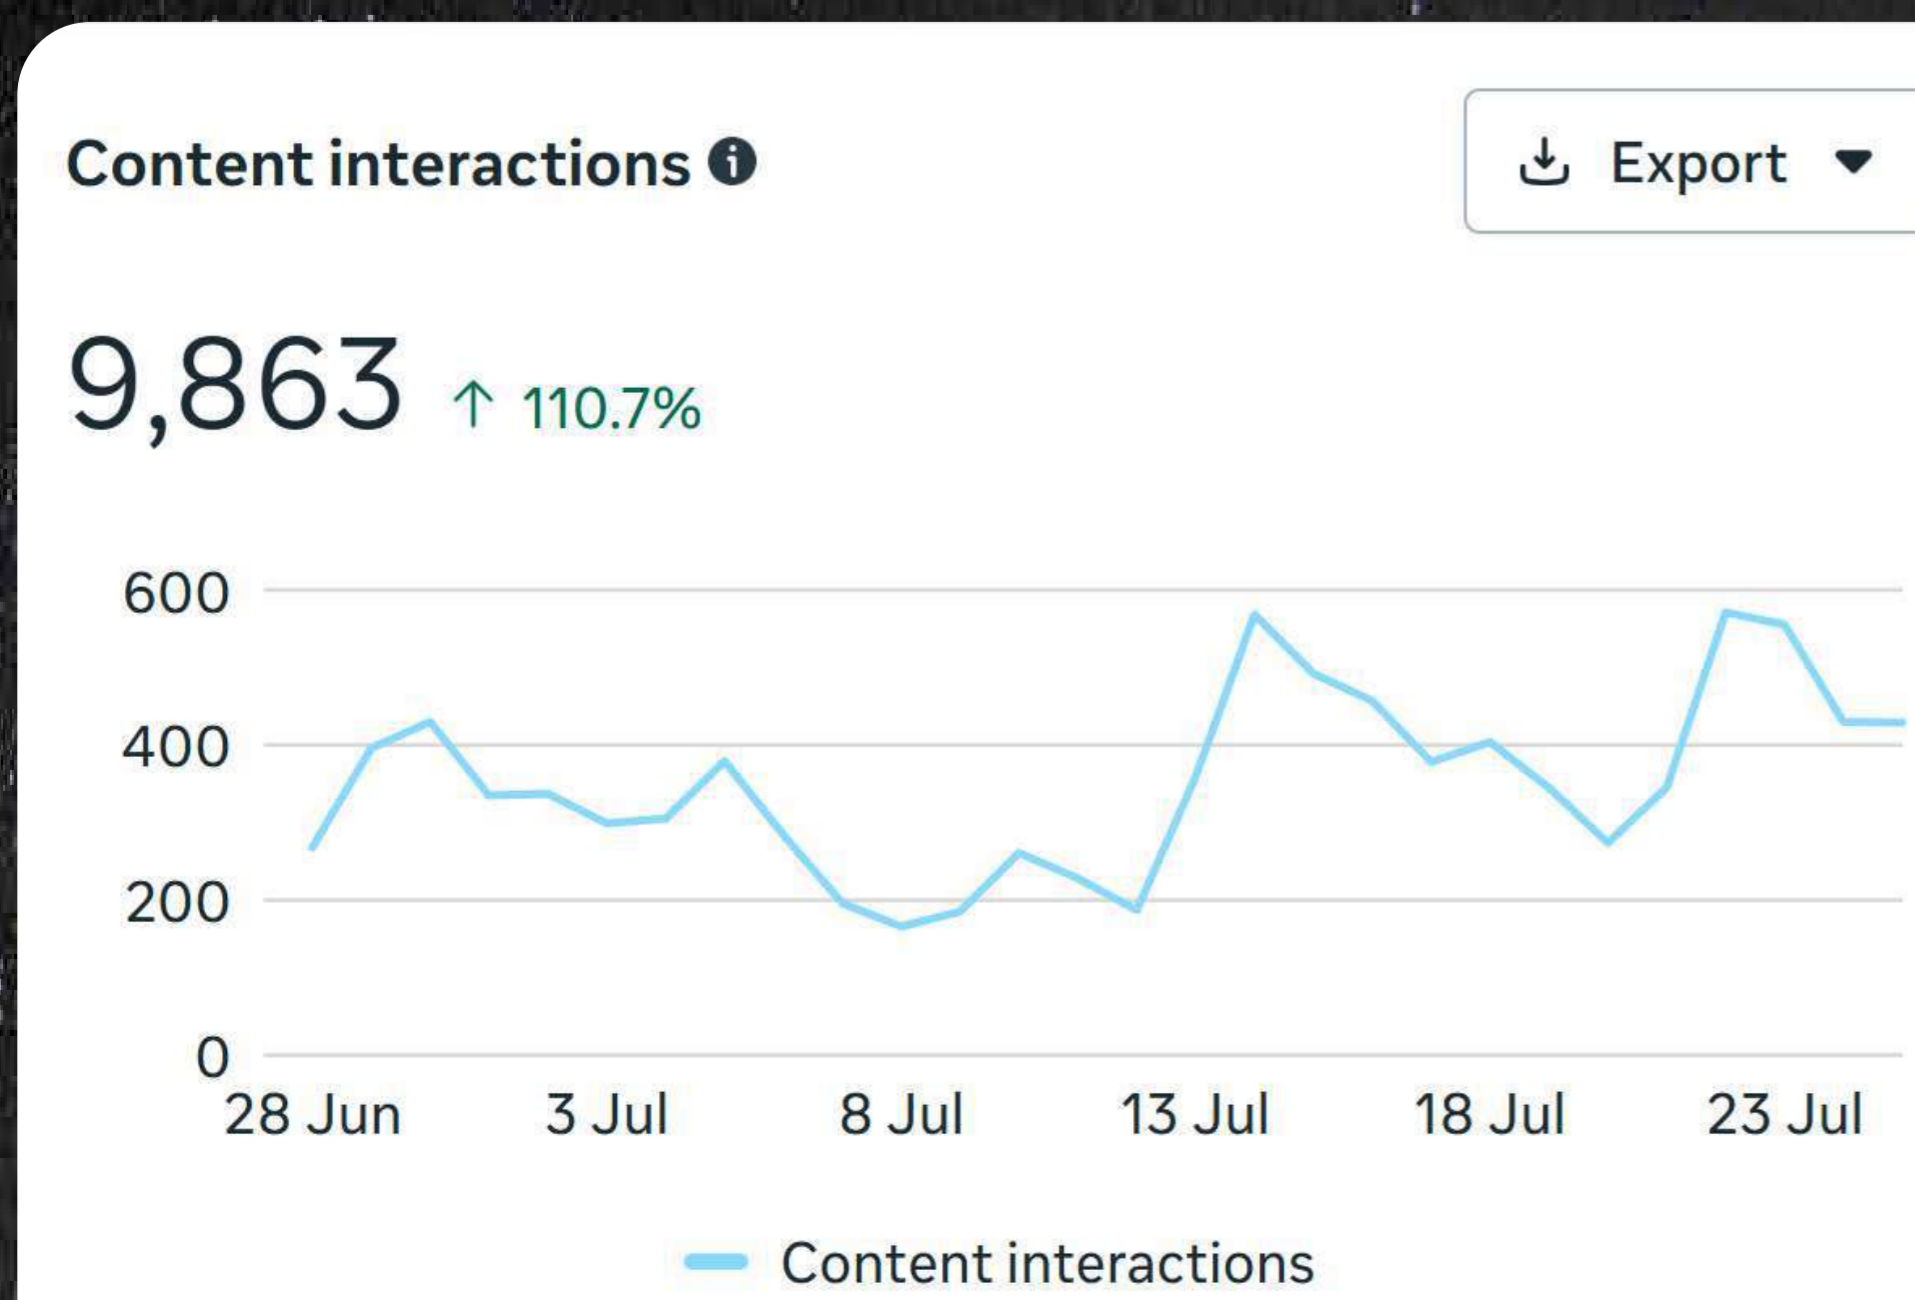 Content interactions
Export
9,863 ↑ 110.7%
600
400
200
0
28 Jun 3 Jul 8 Jul 13 Jul 18 Jul 23 Jul
Content interactions